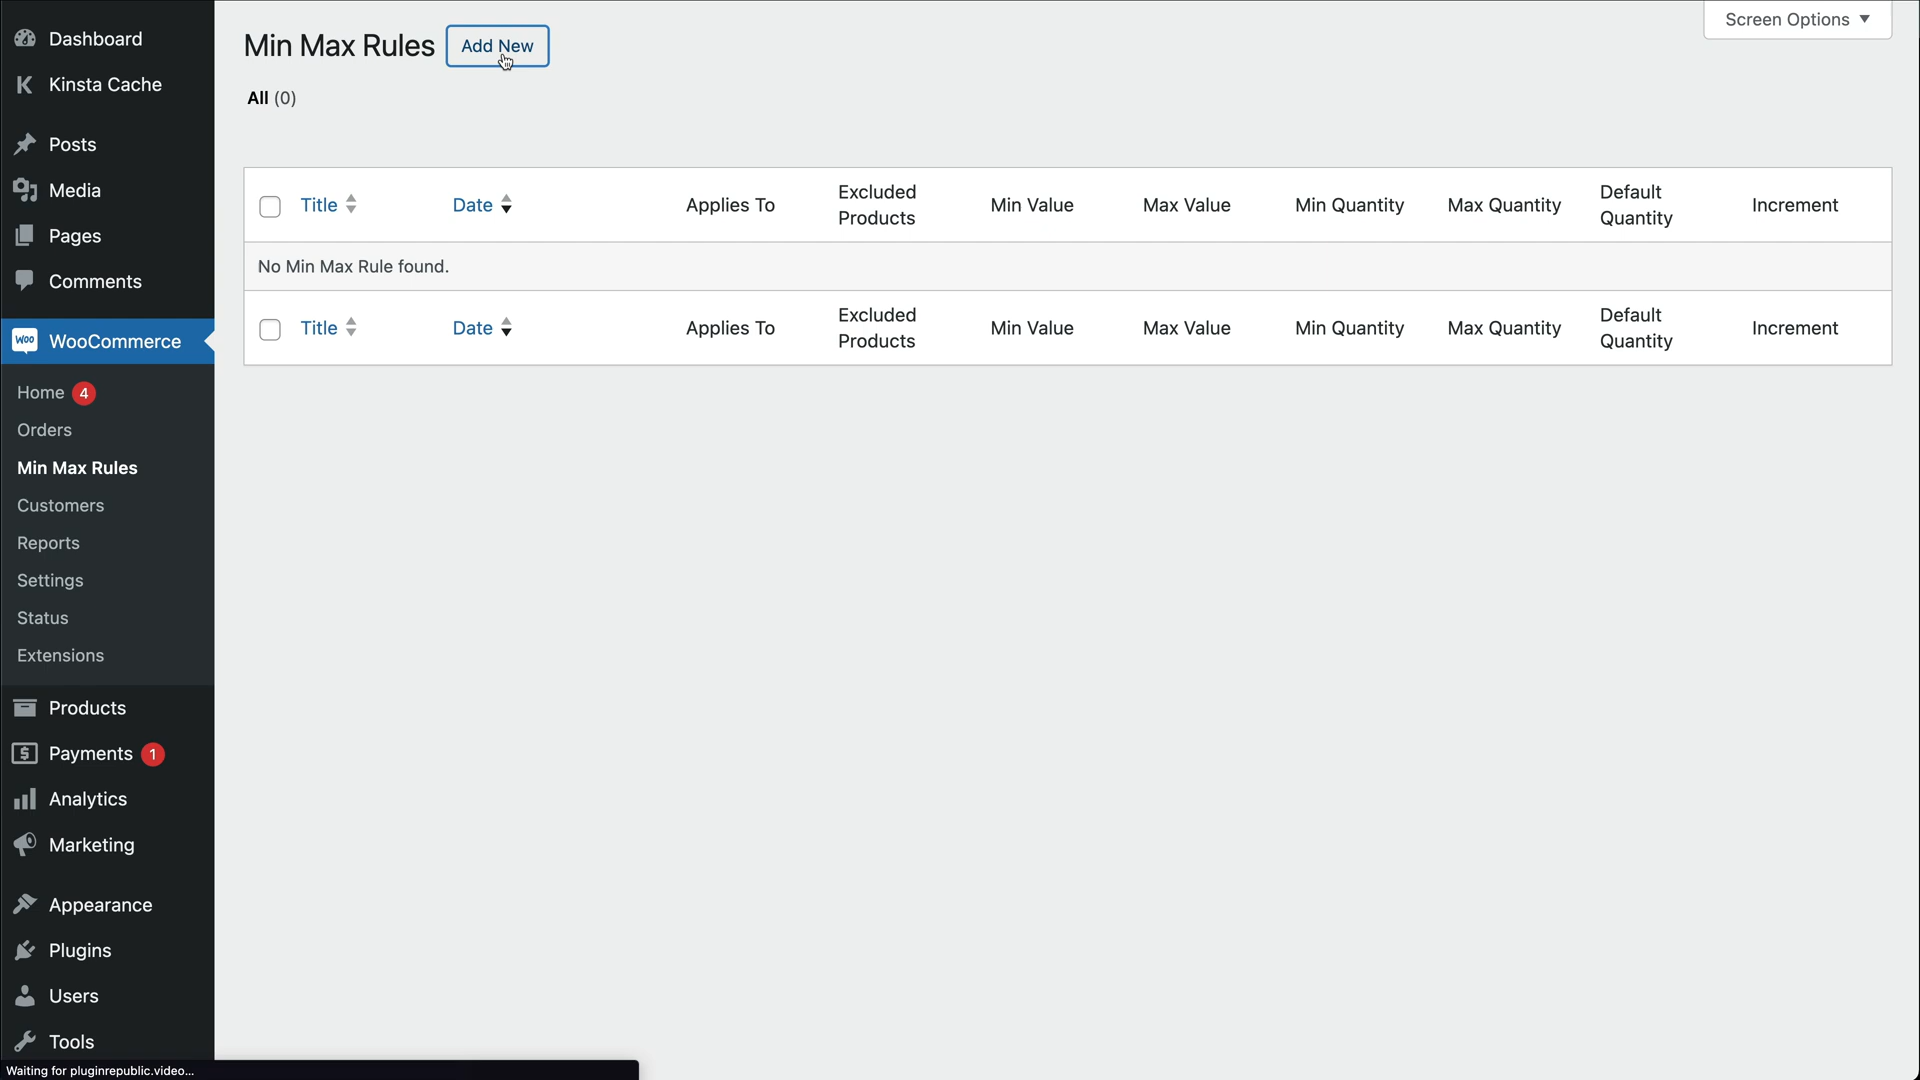 Dashboard
Kinsta Cache
Posts
Media
Pages
Comments
WOO WooCommerce
Home 4
Orders
Min Max Rules
Customers
Reports
Settings
Status
Extensions
Products
Payments 1
Analytics
Marketing
Appearance
Plugins
Users
Tools
Waiting for pluginrepublic.video...
Min Max Rules Add New
Screen Options
All (0)
Title Date Applies To Excluded Products Min Value Max Value Min Quantity Max Quantity Default Quantity Increment
No Min Max Rule found.
Title Date Applies To Excluded Products Min Value Max Value Min Quantity Max Quantity Default Quantity Increment